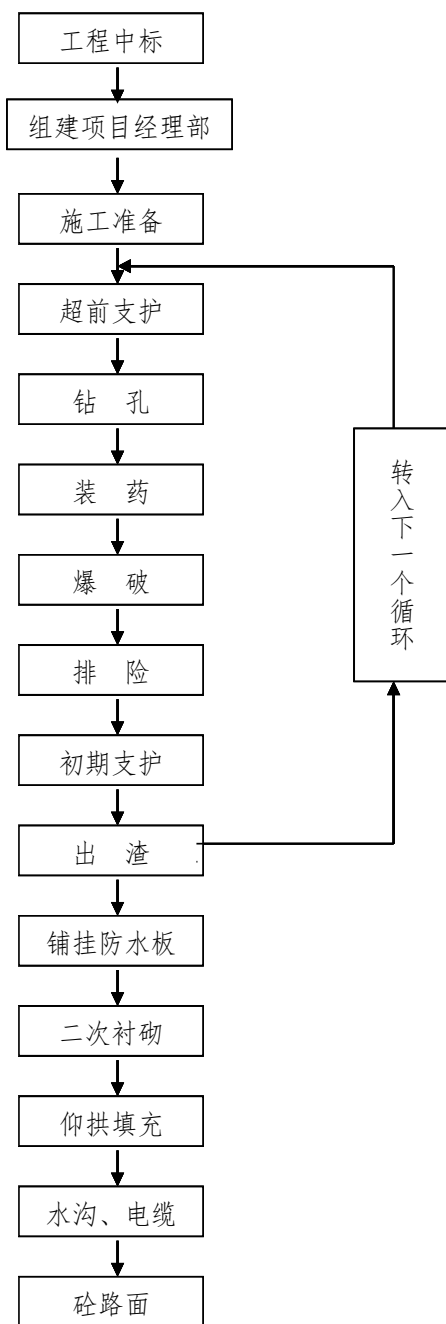 工程中标
组建项目经理部
施工准备
超前支护
钻 孔
装 药
爆 破
排 险
初期支护
出 渣
铺挂防水板
二次衬砌
仰拱填充
水沟、电缆
砼路面
转入下一个循环